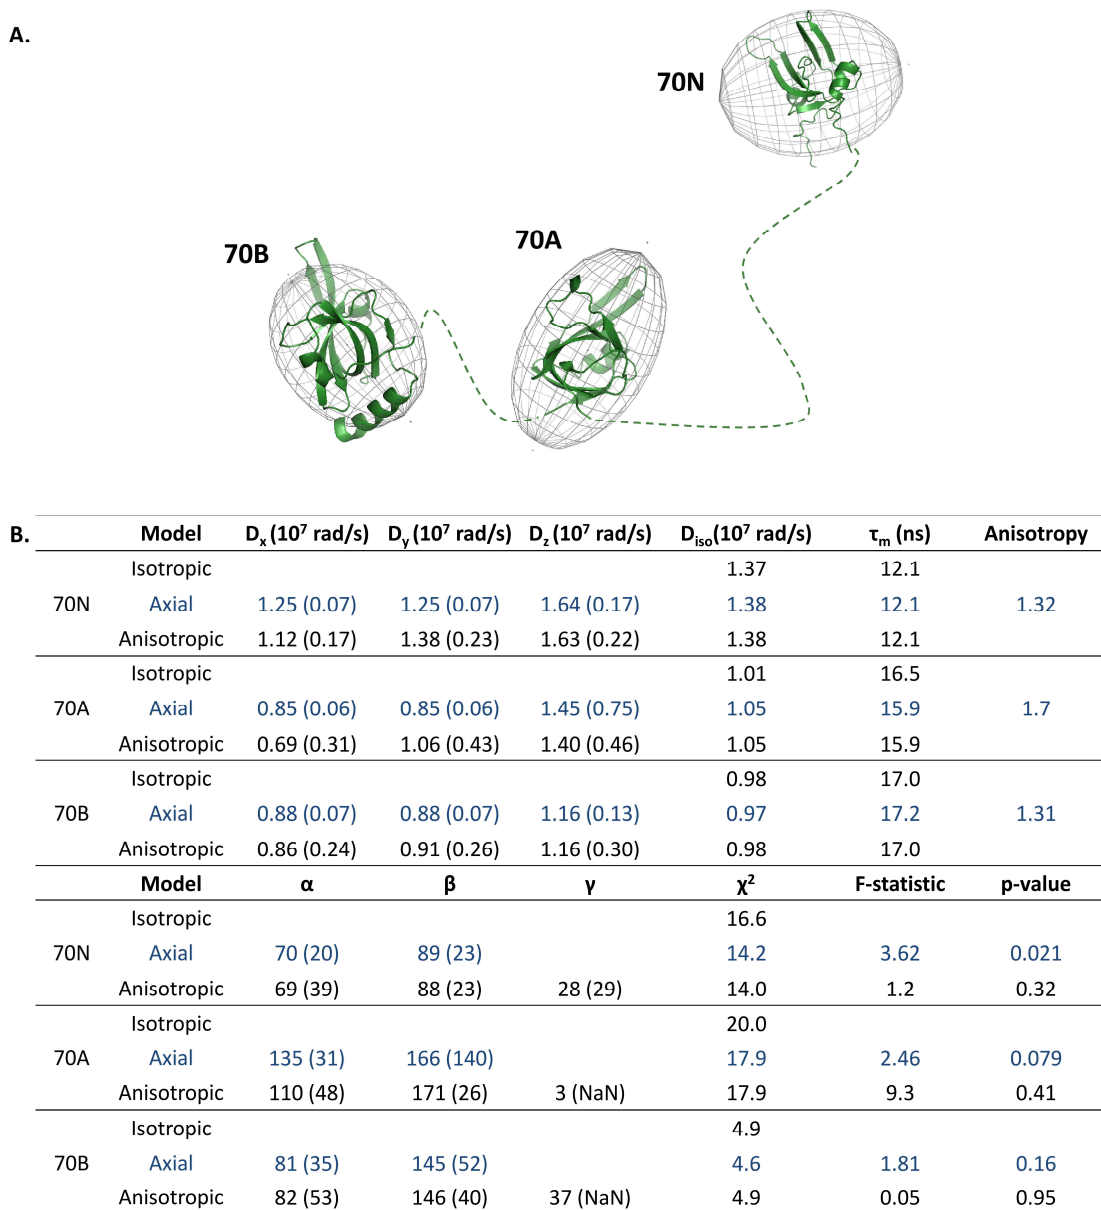 A.
70N
70A
70B
B. Model Dx (10⁷ rad/s) Dy (10⁷ rad/s) Dz (10⁷ rad/s) Diso(10⁷ rad/s) τm (ns) Anisotropy
Isotropic 1.37 12.1
70N Axial 1.25 (0.07) 1.25 (0.07) 1.64 (0.17) 1.38 12.1 1.32
Anisotropic 1.12 (0.17) 1.38 (0.23) 1.63 (0.22) 1.38 12.1
Isotropic 1.01 16.5
70A Axial 0.85 (0.06) 0.85 (0.06) 1.45 (0.75) 1.05 15.9 1.7
Anisotropic 0.69 (0.31) 1.06 (0.43) 1.40 (0.46) 1.05 15.9
Isotropic 0.98 17.0
70B Axial 0.88 (0.07) 0.88 (0.07) 1.16 (0.13) 0.97 17.2 1.31
Anisotropic 0.86 (0.24) 0.91 (0.26) 1.16 (0.30) 0.98 17.0
Model α β γ χ² F-statistic p-value
Isotropic 16.6
70N Axial 70 (20) 89 (23) 14.2 3.62 0.021
Anisotropic 69 (39) 88 (23) 28 (29) 14.0 1.2 0.32
Isotropic 20.0
70A Axial 135 (31) 166 (140) 17.9 2.46 0.079
Anisotropic 110 (48) 171 (26) 3 (NaN) 17.9 9.3 0.41
Isotropic 4.9
70B Axial 81 (35) 145 (52) 4.6 1.81 0.16
Anisotropic 82 (53) 146 (40) 37 (NaN) 4.9 0.05 0.95